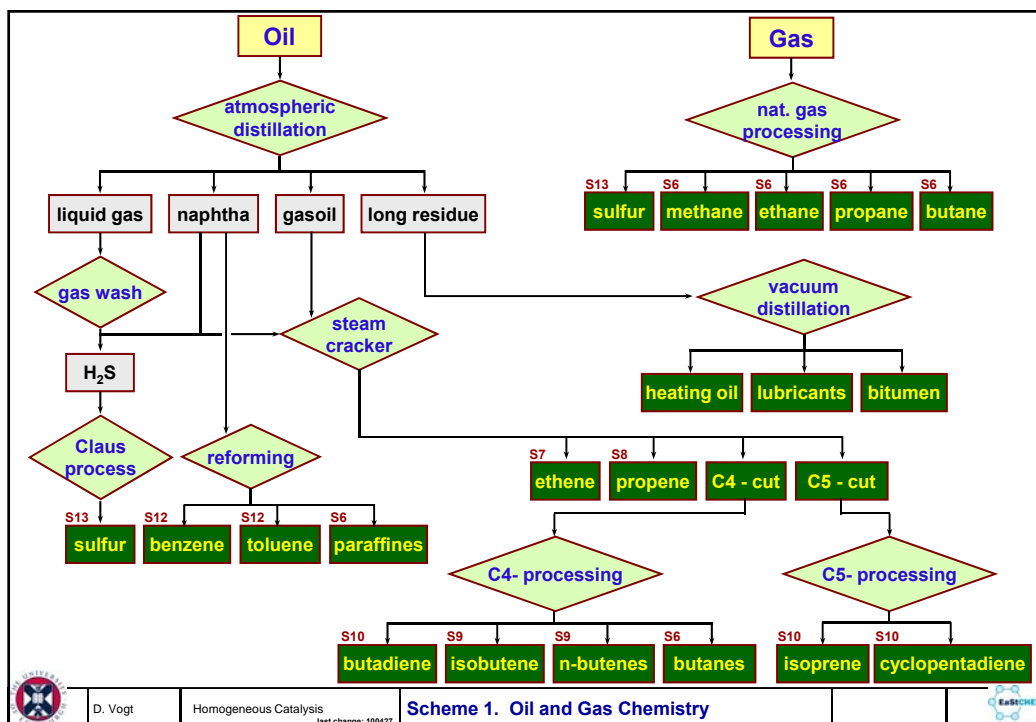 Oil
Gas
atmospheric
distillation
nat. gas
processing
S13
S6
S6
S6
S6
liquid gas
naphtha
gasoil
long residue
sulfur
methane
ethane
propane
butane
gas wash
vacuum
distillation
steam
cracker
H₂S
heating oil
lubricants
bitumen
Claus
process
reforming
S7
S8
ethene
propene
C4 - cut
C5 - cut
S13
S12
S12
S6
sulfur
benzene
toluene
paraffines
C4- processing
C5- processing
S10
S9
S9
S6
S10
S10
butadiene
isobutene
n-butenes
butanes
isoprene
cyclopentadiene
D. Vogt
Homogeneous Catalysis
last change: 100427
Scheme 1. Oil and Gas Chemistry
EaStCHE